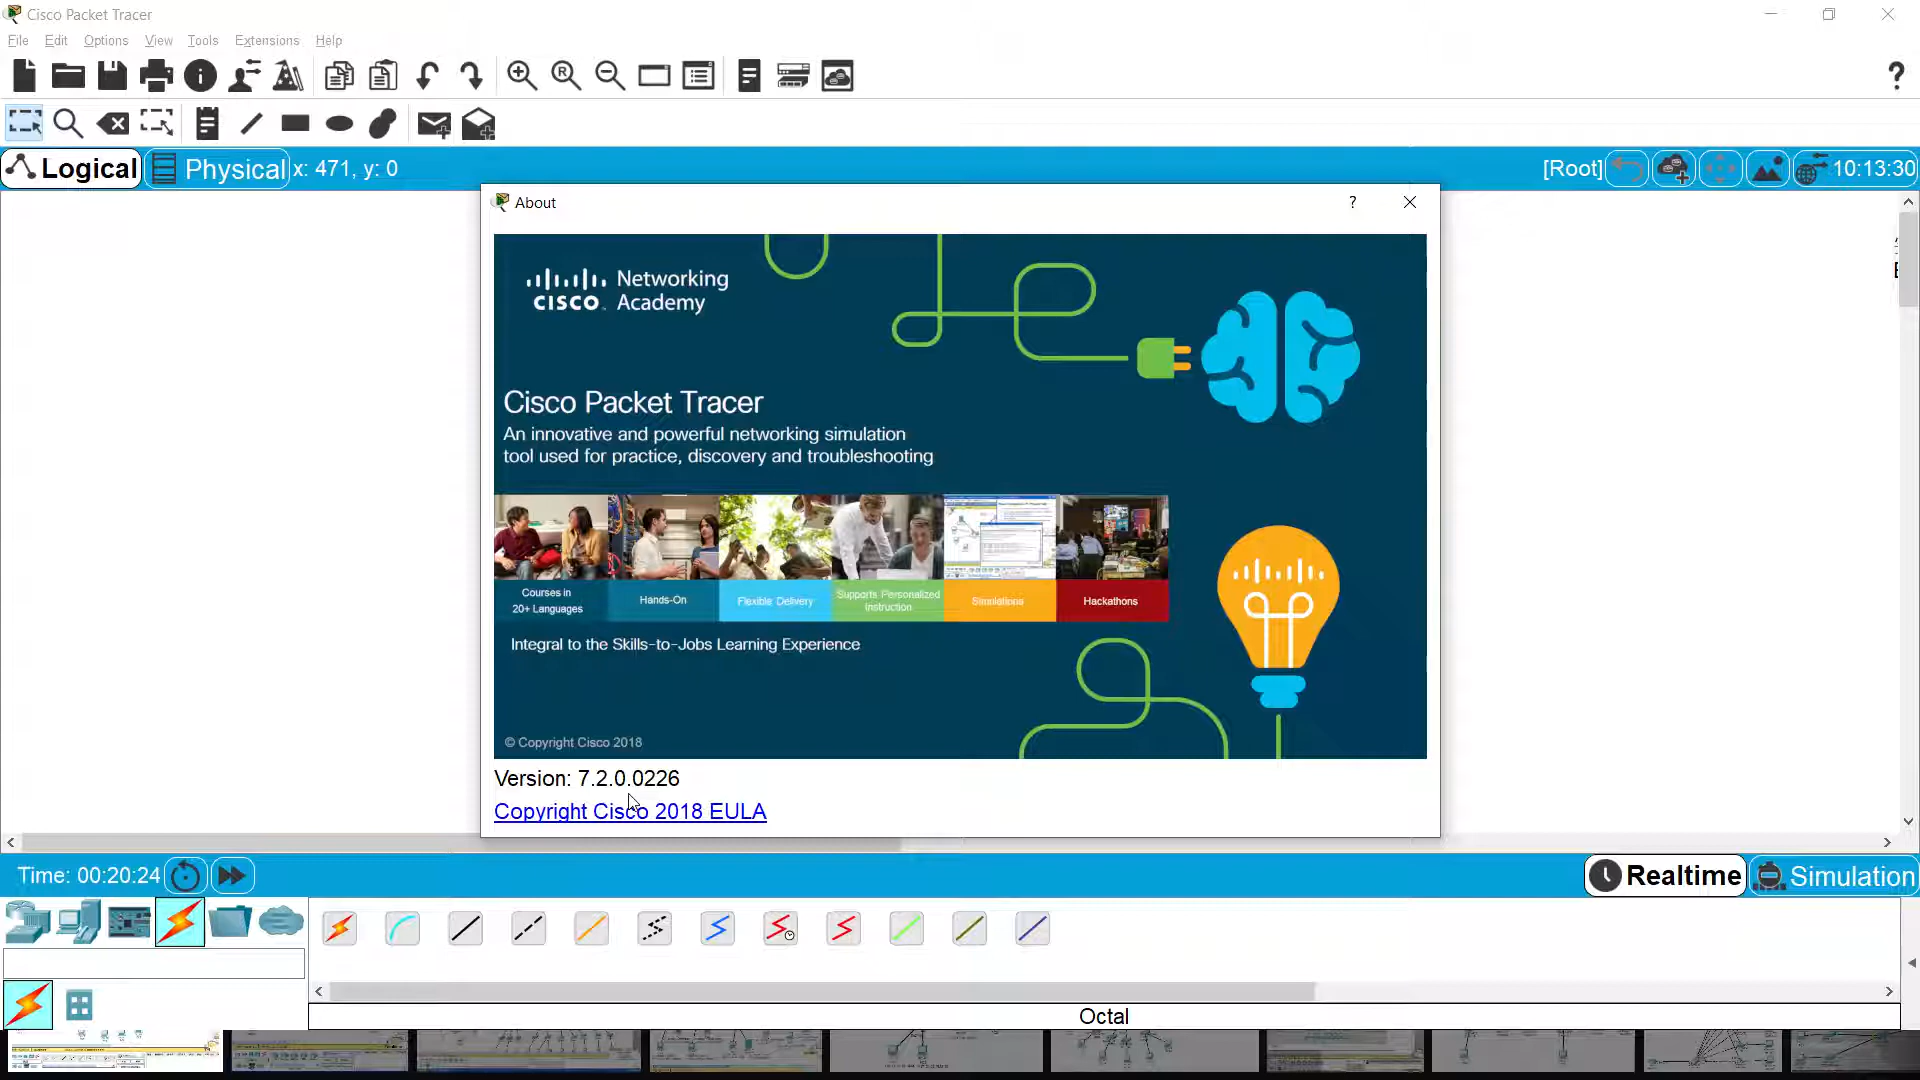 Cisco Packet Tracer
File Edit Options View Tools Extensions Help
Logical Physical x: 471, y: 0 [Root] 10:13:30
About
Networking
CISCO Academy
Cisco Packet Tracer
An innovative and powerful networking simulation
tool used for practice, discovery and troubleshooting
Courses in
20+ Languages
Hands-On
Flexible Delivery
Supports Personalized
Instruction
Simulations
Hackathons
Integral to the Skills-to-Jobs Learning Experience
© Copyright Cisco 2018
Version: 7.2.0.0226
Copyright Cisco 2018 EULA
Time: 00:20:24 Realtime Simulation
Octal